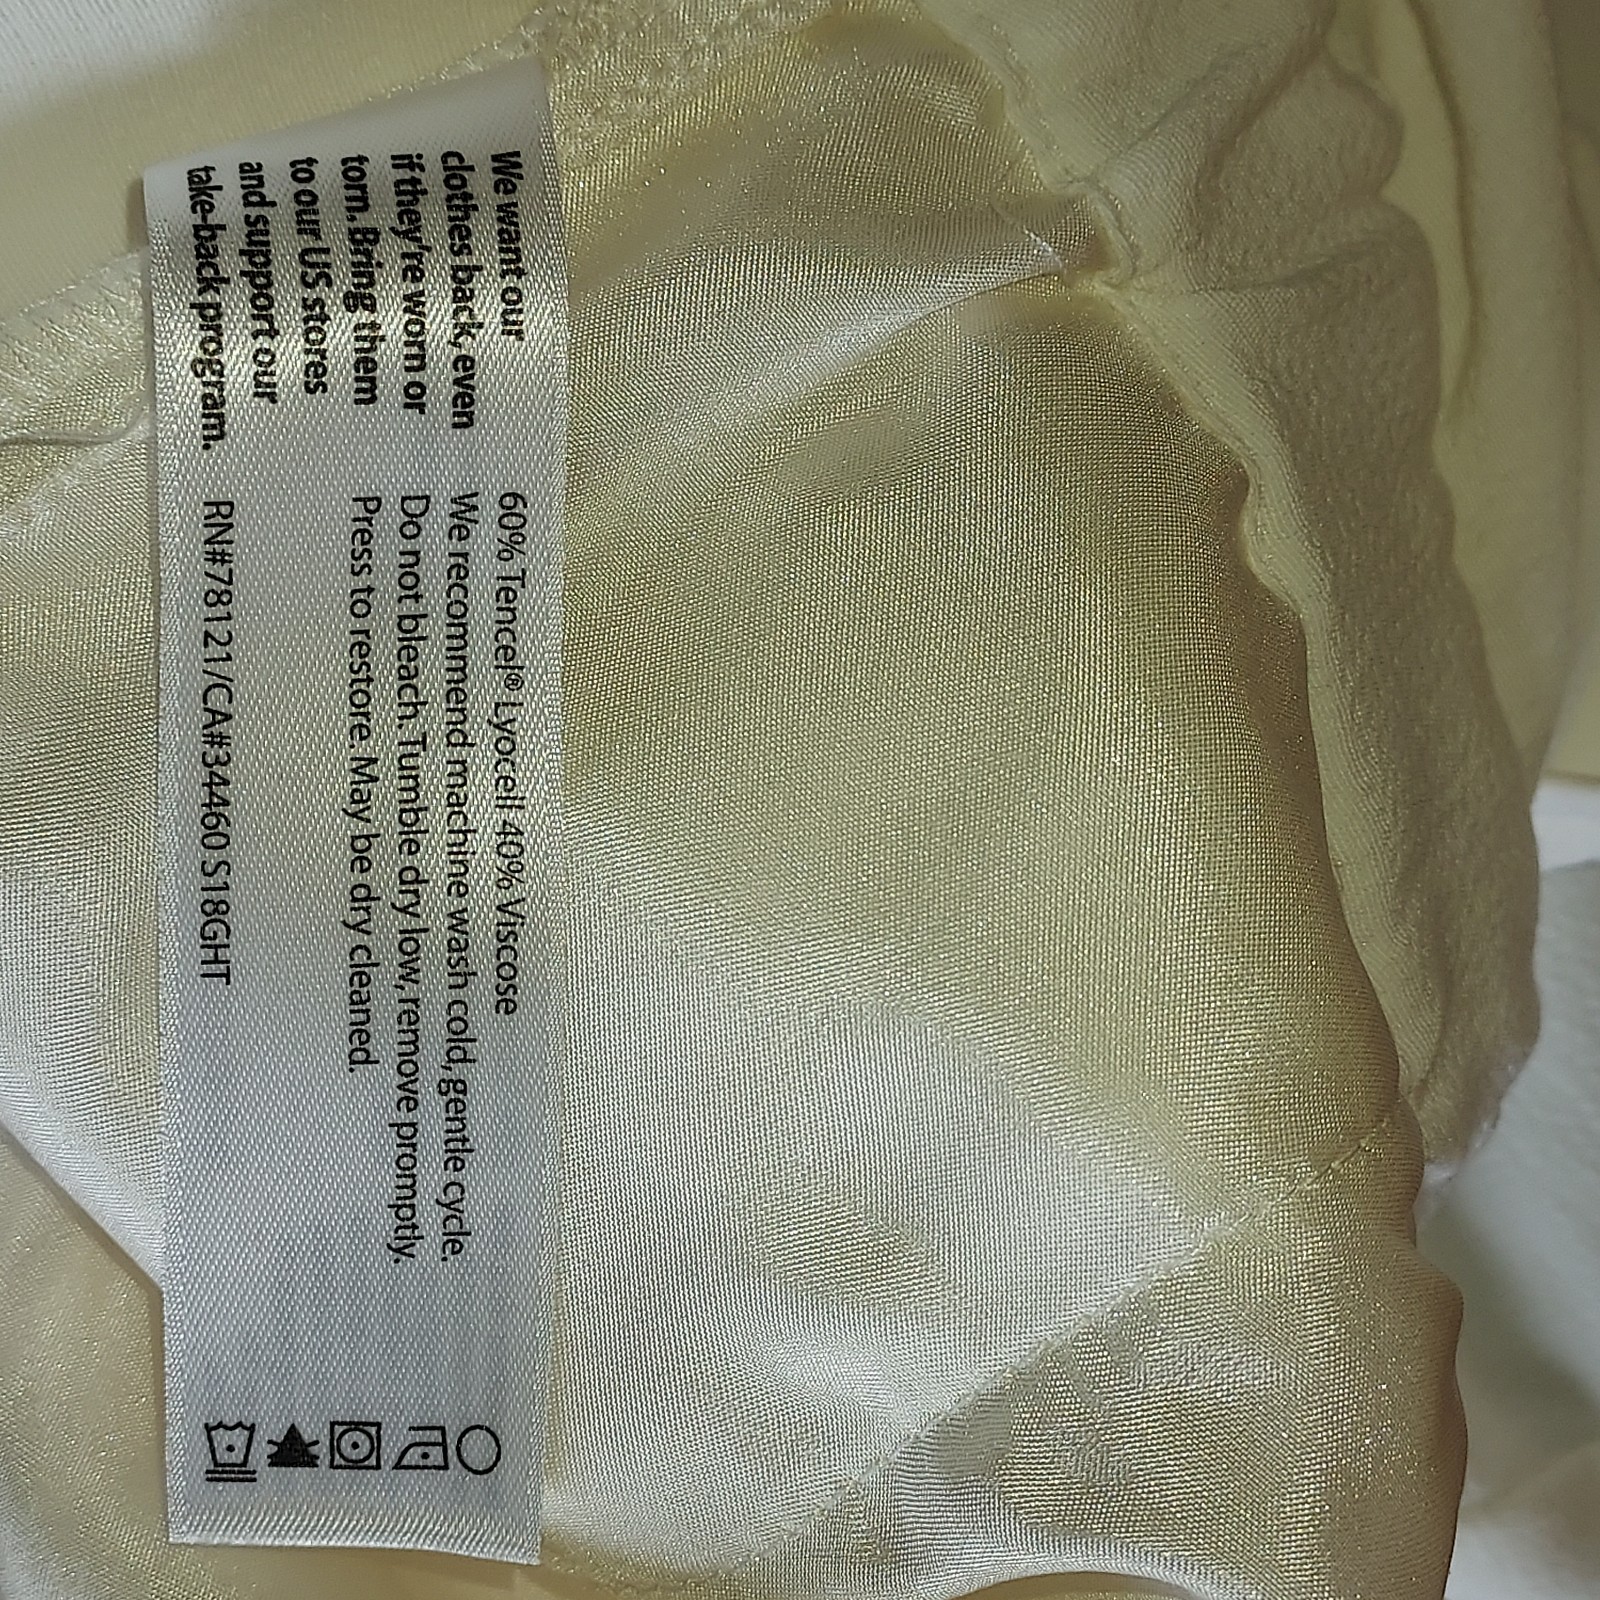 We want our
clothes back, even
if they're worn or
torn. Bring them
to our US stores
and support our
take-back program.
60% Tencel® Lyocell 40% Viscose
We recommend machine wash cold, gentle cycle.
Do not bleach. Tumble dry low, remove promptly.
Press to restore. May be dry cleaned.
RN#78121/CA#34460 S18GHT